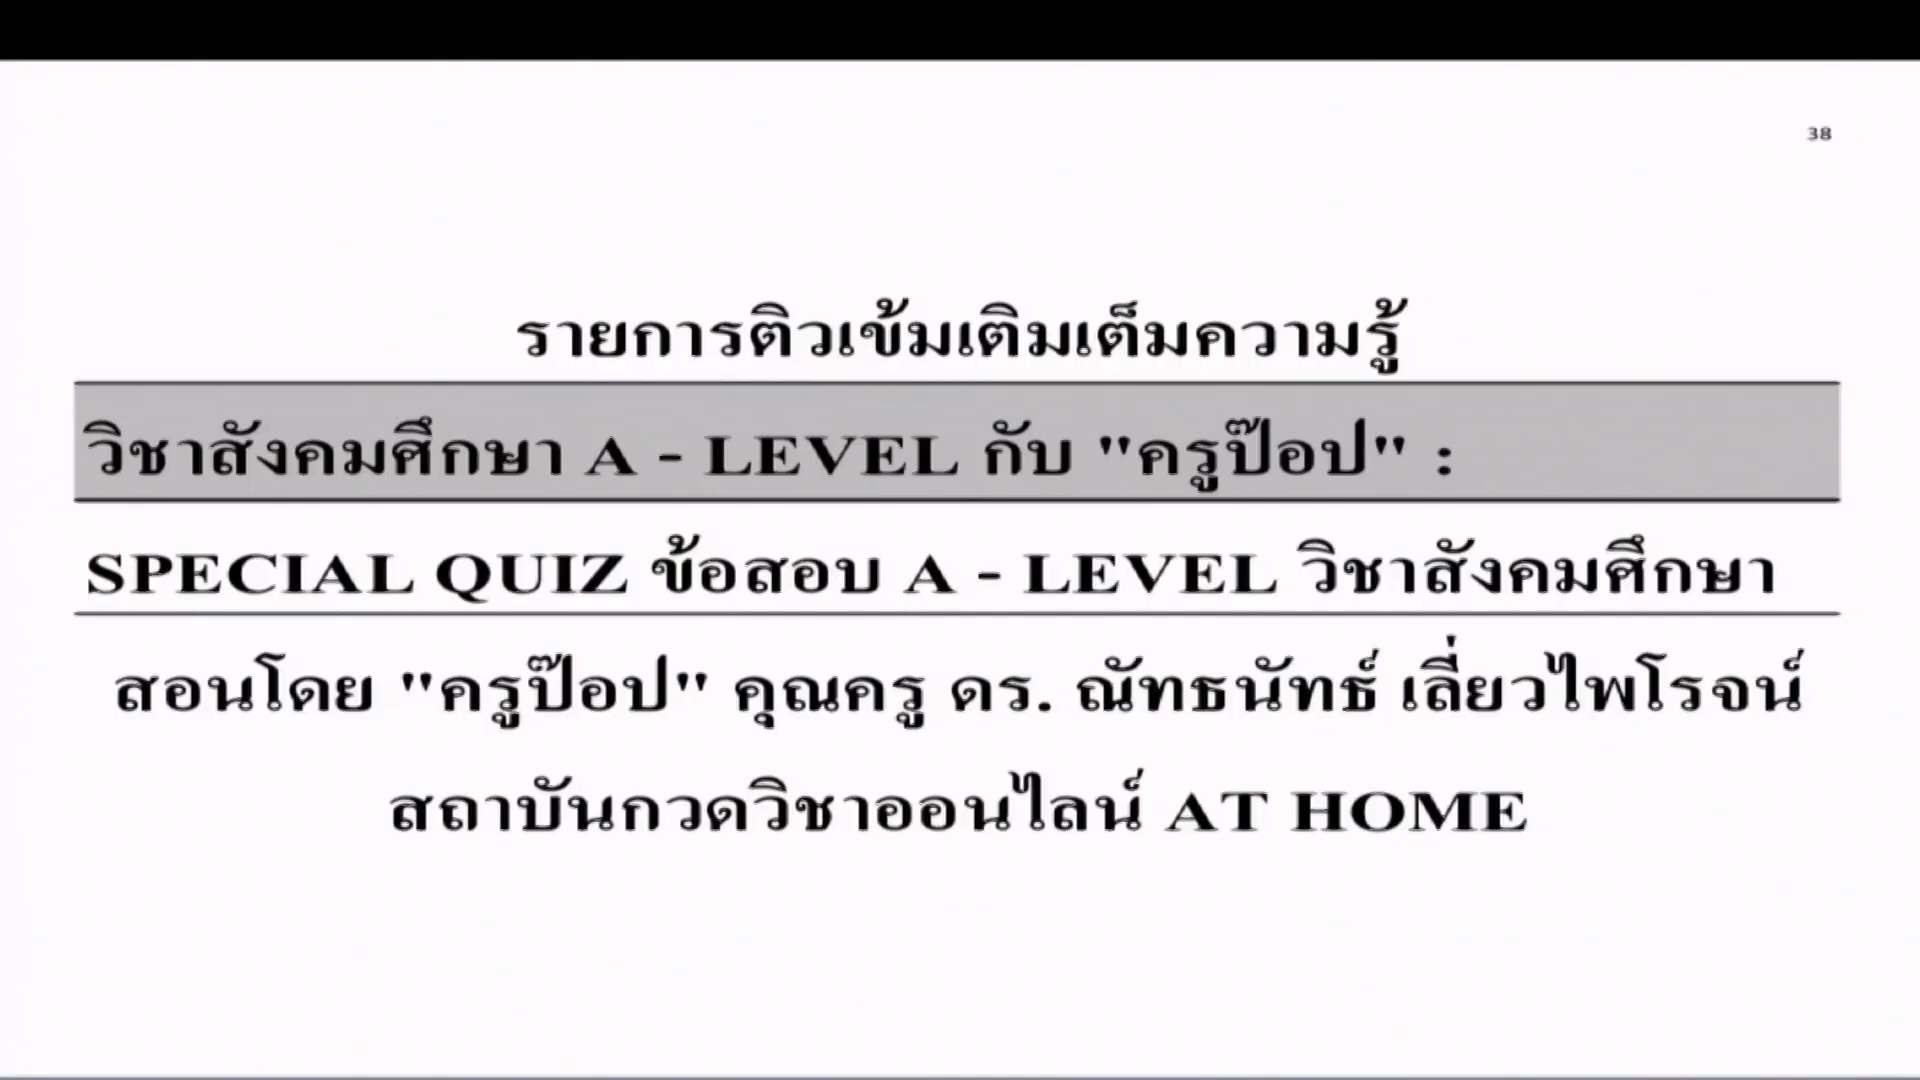 38
รายการติวเข้มเติมเต็มความรู้
วิชาสังคมศึกษา A - LEVEL กับ "ครูป๊อป" :
SPECIAL QUIZ ข้อสอบ A - LEVEL วิชาสังคมศึกษา
สอนโดย "ครูป๊อป" คุณครู ดร. ณัทธนัทธ์ เลี่ยวไพโรจน์
สถาบันกวดวิชาออนไลน์ AT HOME